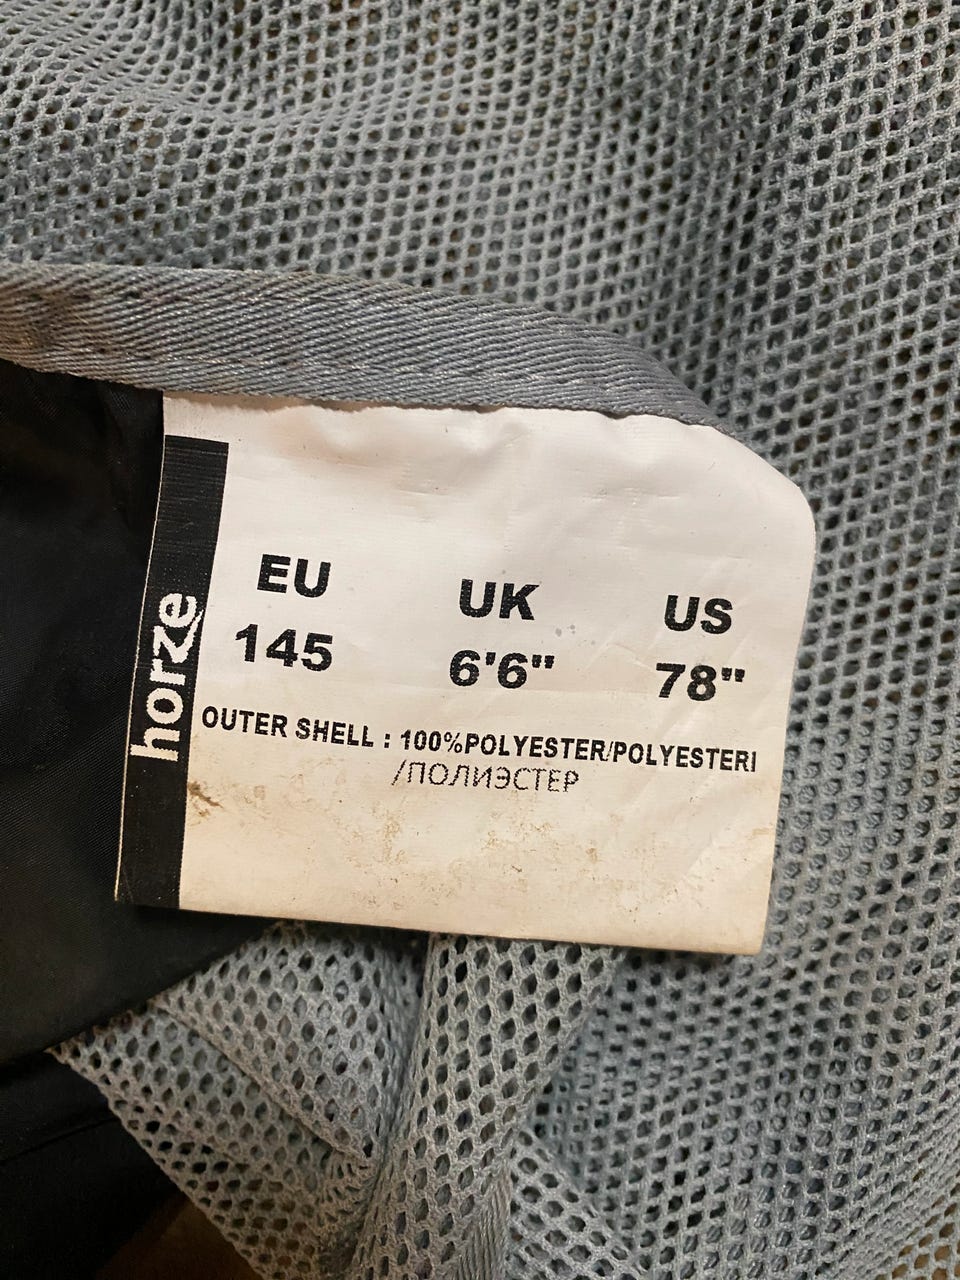 horze
EU UK US
145 6'6" 78"
OUTER SHELL : 100%POLYESTER/POLYESTERI
/ПОЛИЭСТЕР